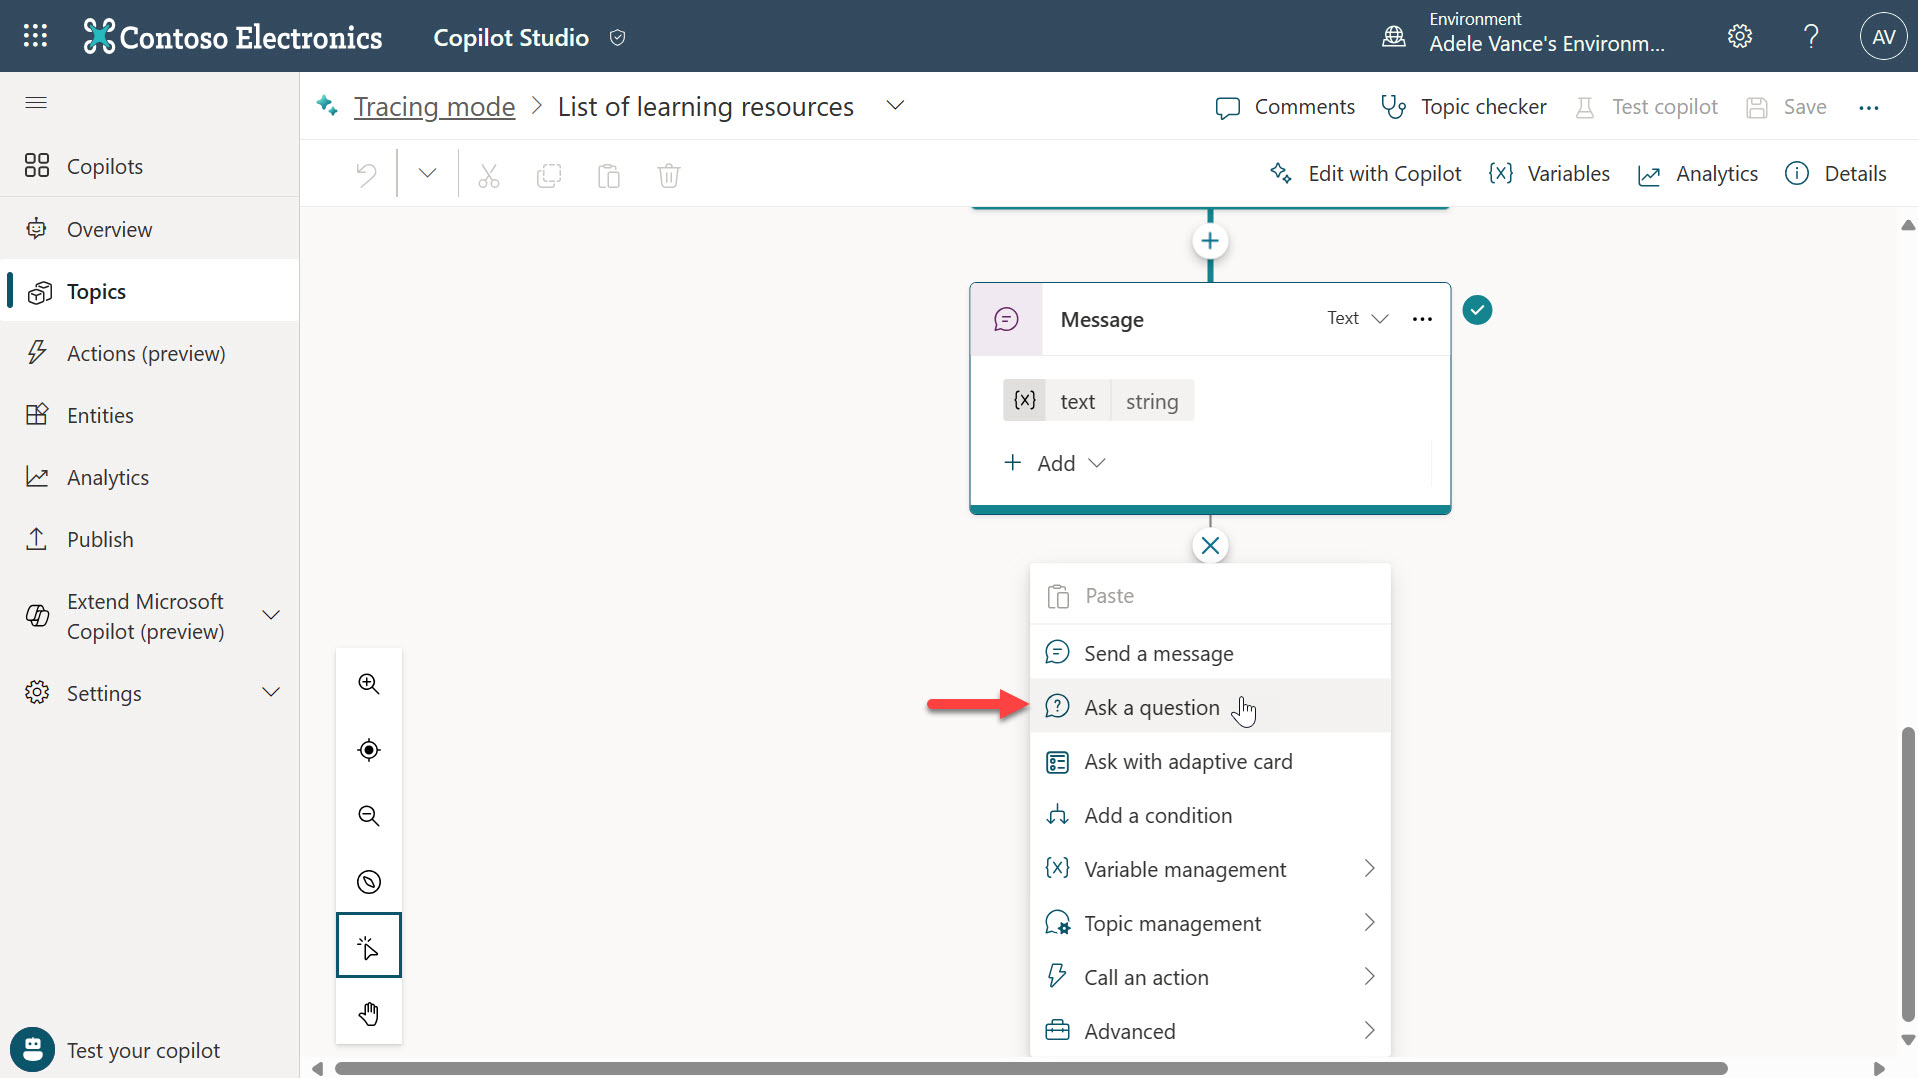 Contoso Electronics
Copilot Studio
Environment
Adele Vance's Environm...
?
AV
Tracing mode > List of learning resources
Comments
Topic checker
Test copilot
Save
...
Edit with Copilot
{x} Variables
Analytics
Details
Copilots
Overview
Topics
Actions (preview)
Entities
Analytics
Publish
Extend Microsoft
Copilot (preview)
Settings
Test your copilot
Message
Text
...
{x} text string
+ Add
Paste
Send a message
Ask a question
Ask with adaptive card
Add a condition
{x} Variable management
Topic management
Call an action
Advanced